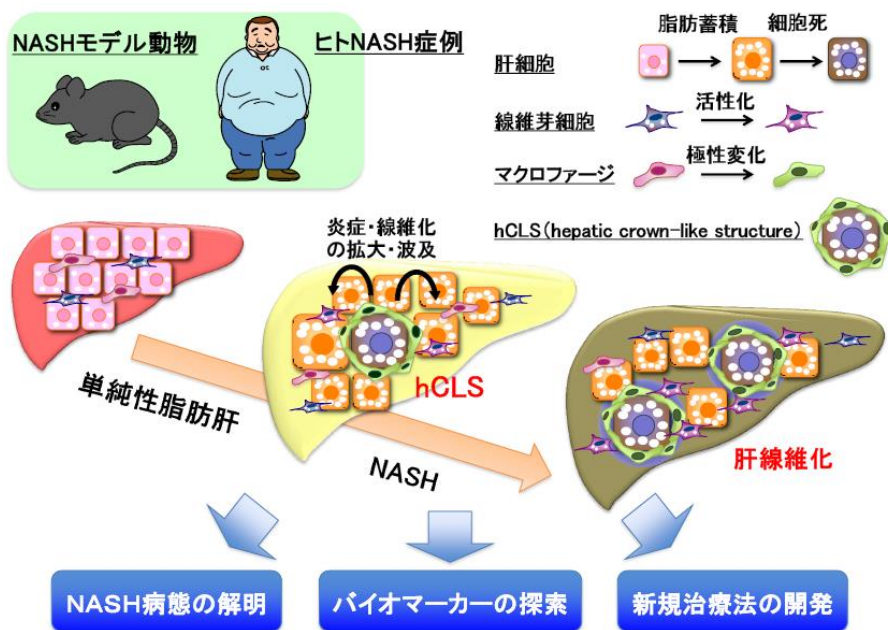 NASHモデル動物
ヒトNASH症例
脂肪蓄積
細胞死
肝細胞
線維芽細胞
活性化
マクロファージ
極性変化
hCLS(hepatic crown-like structure)
炎症・線維化
の拡大・波及
hCLS
単純性脂肪肝
NASH
肝線維化
NASH病態の解明
バイオマーカーの探索
新規治療法の開発